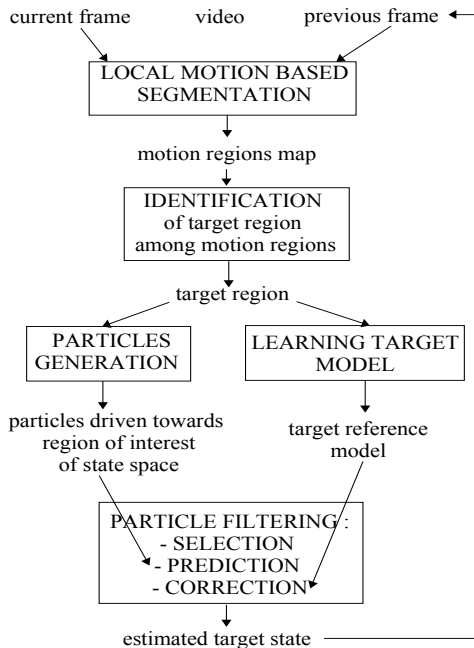 current frame video previous frame
LOCAL MOTION BASED
SEGMENTATION
motion regions map
IDENTIFICATION
of target region
among motion regions
target region
PARTICLES
GENERATION
LEARNING TARGET
MODEL
particles driven towards
region of interest
of state space
target reference
model
PARTICLE FILTERING :
- SELECTION
- PREDICTION
- CORRECTION
estimated target state